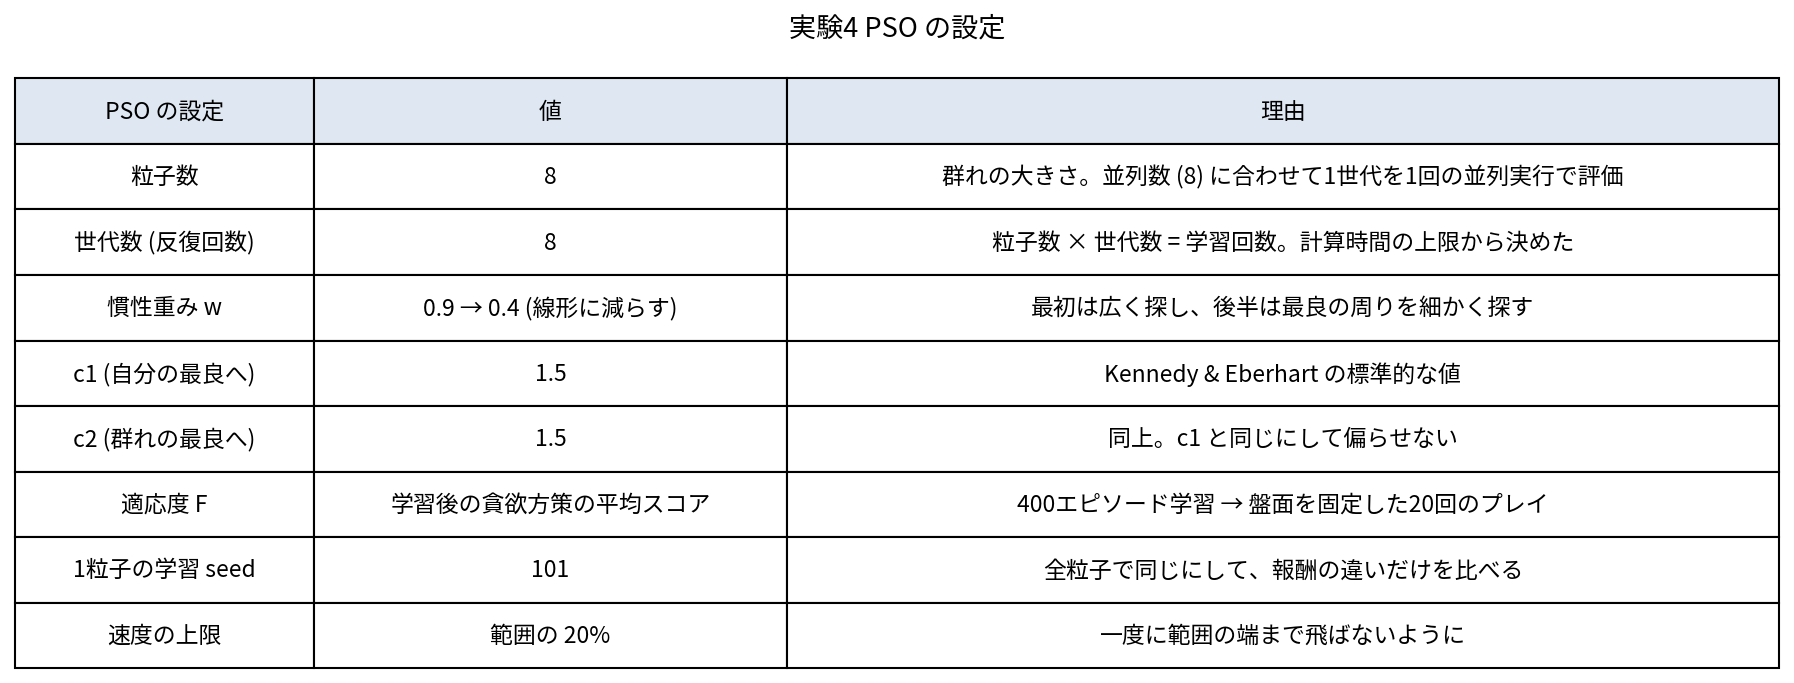 実験4 PSO の設定
PSO の設定 値 理由
粒子数 8 群れの大きさ。並列数 (8) に合わせて1世代を1回の並列実行で評価
世代数 (反復回数) 8 粒子数 × 世代数 = 学習回数。計算時間の上限から決めた
慣性重み w 0.9 → 0.4 (線形に減らす) 最初は広く探し、後半は最良の周りを細かく探す
c1 (自分の最良へ) 1.5 Kennedy & Eberhart の標準的な値
c2 (群れの最良へ) 1.5 同上。c1 と同じにして偏らせない
適応度 F 学習後の貪欲方策の平均スコア 400エピソード学習 → 盤面を固定した20回のプレイ
1粒子の学習 seed 101 全粒子で同じにして、報酬の違いだけを比べる
速度の上限 範囲の 20% 一度に範囲の端まで飛ばないように